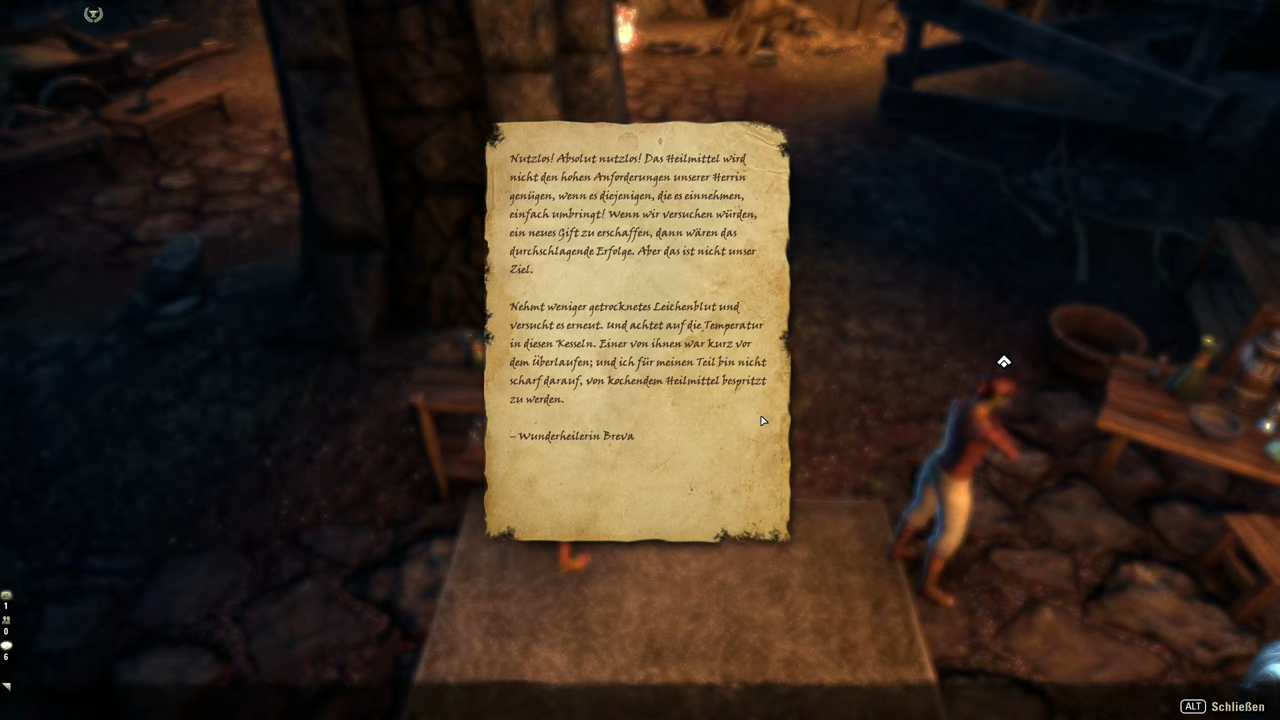 Nutzlos! Absolut nutzlos! Das Heilmittel wird
nicht den hohen Anforderungen unserer Herrin
genügen, wenn es diejenigen, die es einnehmen,
einfach umbringt! Wenn wir versuchen würden,
ein neues Gift zu erschaffen, dann wären das
durchschlagende Erfolge. Aber das ist nicht unser
Ziel.
Nehmt weniger getrocknetes Leichenblut und
versucht es erneut. Und achtet auf die Temperatur
in diesen Kesseln. Einer von ihnen war kurz vor
dem Überlaufen; und ich für meinen Teil bin nicht
scharf darauf, von kochendem Heilmittel bespritzt
zu werden.
– Wunderheilerin Breva
1
0
6
ALT Schließen